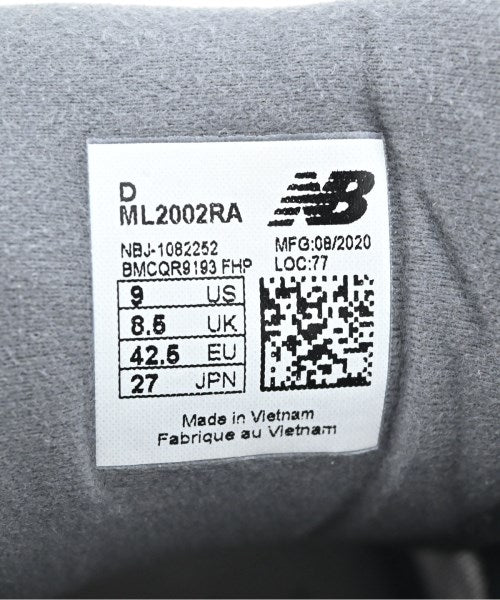 D
ML2002RA
NB
NBJ-1082252
MFG:08/2020
BMCQR9193 FHP
LOC:77
9 US
8.5 UK
42.5 EU
27 JPN
Made in Vietnam
Fabrique au Vietnam